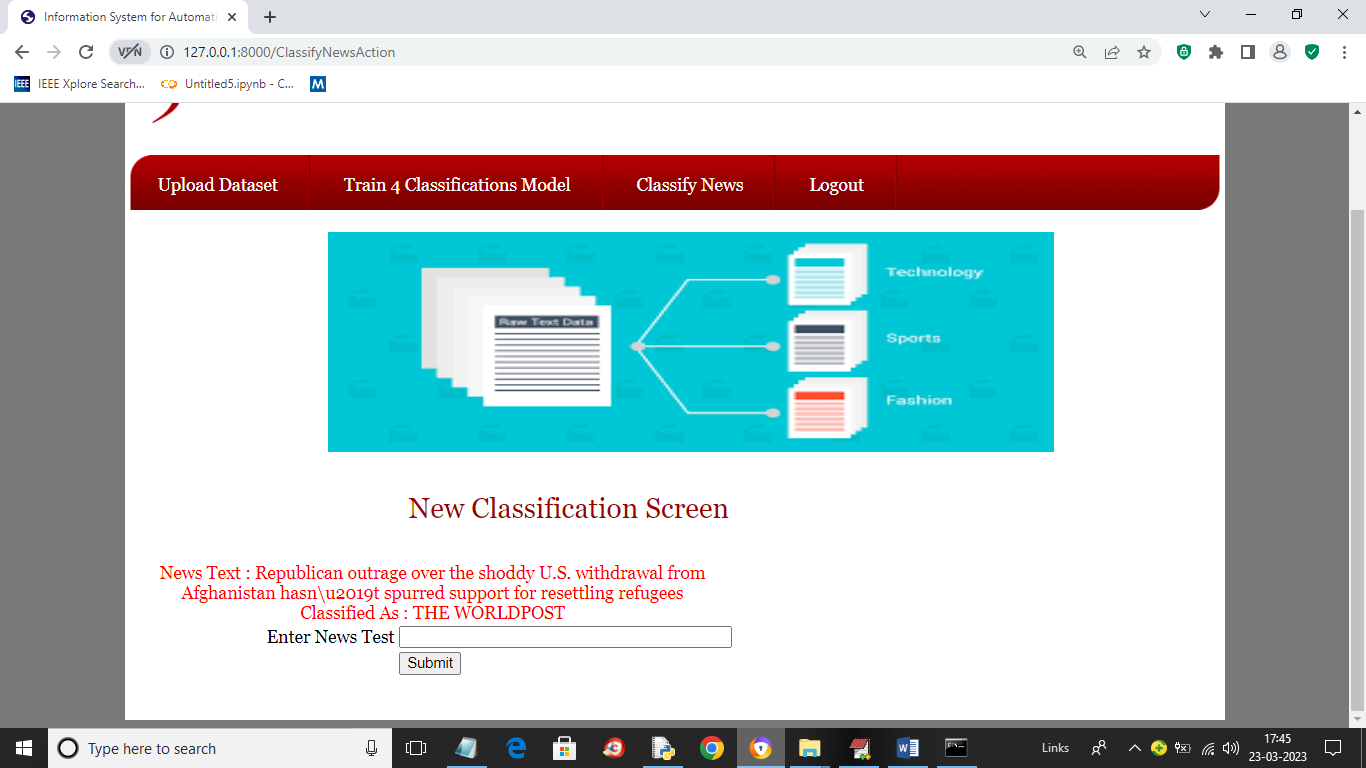 Information System for Automati
127.0.0.1:8000/ClassifyNewsAction
VPN
IEEE
IEEE Xplore Search...
Untitled5.ipynb - C...
M
Upload Dataset
Train 4 Classifications Model
Classify News
Logout
Raw Text Data
Technology
Sports
Fashion
New Classification Screen
News Text : Republican outrage over the shoddy U.S. withdrawal from
Afghanistan hasn\u2019t spurred support for resettling refugees
Classified As : THE WORLDPOST
Enter News Test
Submit
Type here to search
Links
17:45
23-03-2023